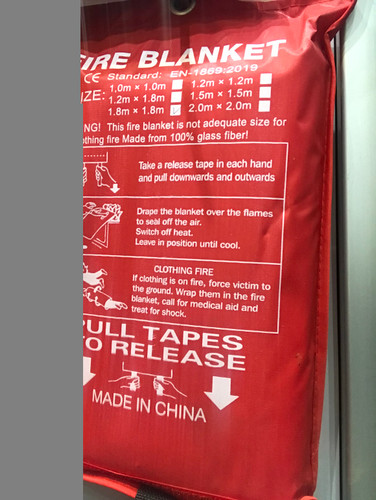 FIRE BLANKET
CE Standard: EN-1869:2019
SIZE: 1.0m × 1.0m 1.2m × 1.2m
1.2m × 1.8m 1.5m × 1.5m
1.8m × 1.8m 2.0m × 2.0m
NG! This fire blanket is not adequate size for
othing fire Made from 100% glass fiber!
Take a release tape in each hand
and pull downwards and outwards
Drape the blanket over the flames
to seal off the air.
Switch off heat.
Leave in position until cool.
CLOTHING FIRE
If clothing is on fire, force victim to
the ground. Wrap them in the fire
blanket, call for medical aid and
treat for shock.
PULL TAPES
TO RELEASE
MADE IN CHINA